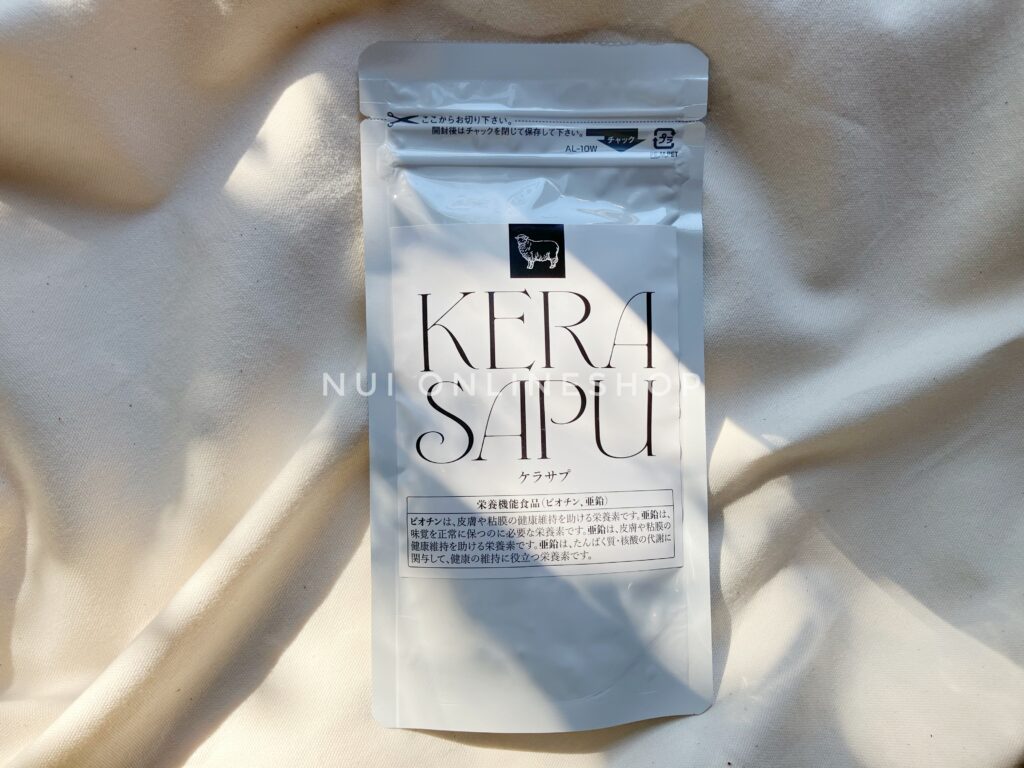 ここからお切り下さい。
開封後はチャックを閉じて保存して下さい。
チャック
AL-10W
プラ
KERA
NUI ONLINESHOP
SAPU
ケラサプ
栄養機能食品(ビオチン、亜鉛)
ビオチンは、皮膚や粘膜の健康維持を助ける栄養素です。亜鉛は、
味覚を正常に保つのに必要な栄養素です。亜鉛は、皮膚や粘膜の
健康維持を助ける栄養素です。亜鉛は、たんぱく質・核酸の代謝に
関与して、健康の維持に役立つ栄養素です。